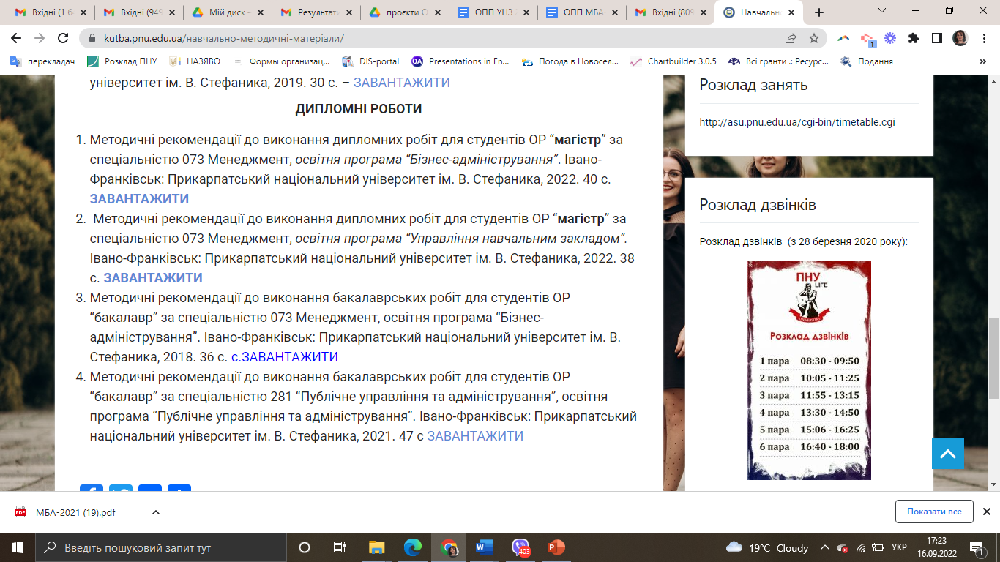 Вхідні (1 6
Вхідні (949
Мій диск –
Результат
проєкти О
ОПП УНЗ
ОПП МБА
Вхідні (809
Навчальн
kutba.pnu.edu.ua/навчально-методичні-матеріали/
1
перекладач
Розклад ПНУ
НАЗЯВО
Формы организац...
DIS-portal
QA
Presentations in En...
Погода в Новосел...
Chartbuilder 3.0.5
Всі гранти .: Ресурс...
Подання
»
університет ім. В. Стефаника, 2019. 30 с. – ЗАВАНТАЖИТИ
ДИПЛОМНІ РОБОТИ
1. Методичні рекомендації до виконання дипломних робіт для студентів ОР “магістр” за
спеціальністю 073 Менеджмент, освітня програма “Бізнес-адміністрування”. Івано-
Франківськ: Прикарпатський національний університет ім. В. Стефаника, 2022. 40 с.
ЗАВАНТАЖИТИ
2. Методичні рекомендації до виконання дипломних робіт для студентів ОР “магістр” за
спеціальністю 073 Менеджмент, освітня програма “Управління навчальним закладом”.
Івано-Франківськ: Прикарпатський національний університет ім. В. Стефаника, 2022. 38
с. ЗАВАНТАЖИТИ
3. Методичні рекомендації до виконання бакалаврських робіт для студентів ОР
“бакалавр” за спеціальністю 073 Менеджмент, освітня програма “Бізнес-
адміністрування”. Івано-Франківськ: Прикарпатський національний університет ім. В.
Стефаника, 2018. 36 с. с.ЗАВАНТАЖИТИ
4. Методичні рекомендації до виконання бакалаврських робіт для студентів ОР
“бакалавр” за спеціальністю 281 “Публічне управління та адміністрування”, освітня
програма “Публічне управління та адміністрування”. Івано-Франківськ: Прикарпатський
національний університет ім. В. Стефаника, 2021. 47 с ЗАВАНТАЖИТИ
Розклад занять
http://asu.pnu.edu.ua/cgi-bin/timetable.cgi
Розклад дзвінків
Розклад дзвінків (з 28 березня 2020 року):
ПНУ
LIFE
UNIVERSITAS
Розклад дзвінків
1 пара 08:30 - 09:50
2 пара 10:05 - 11:25
3 пара 11:55 - 13:15
4 пара 13:30 - 14:50
5 пара 15:06 - 16:25
6 пара 16:40 - 18:00
PDF
МБА-2021 (19).pdf
Показати все
Введіть пошуковий запит тут
403
19°C Cloudy
УКР
17:23
16.09.2022
1